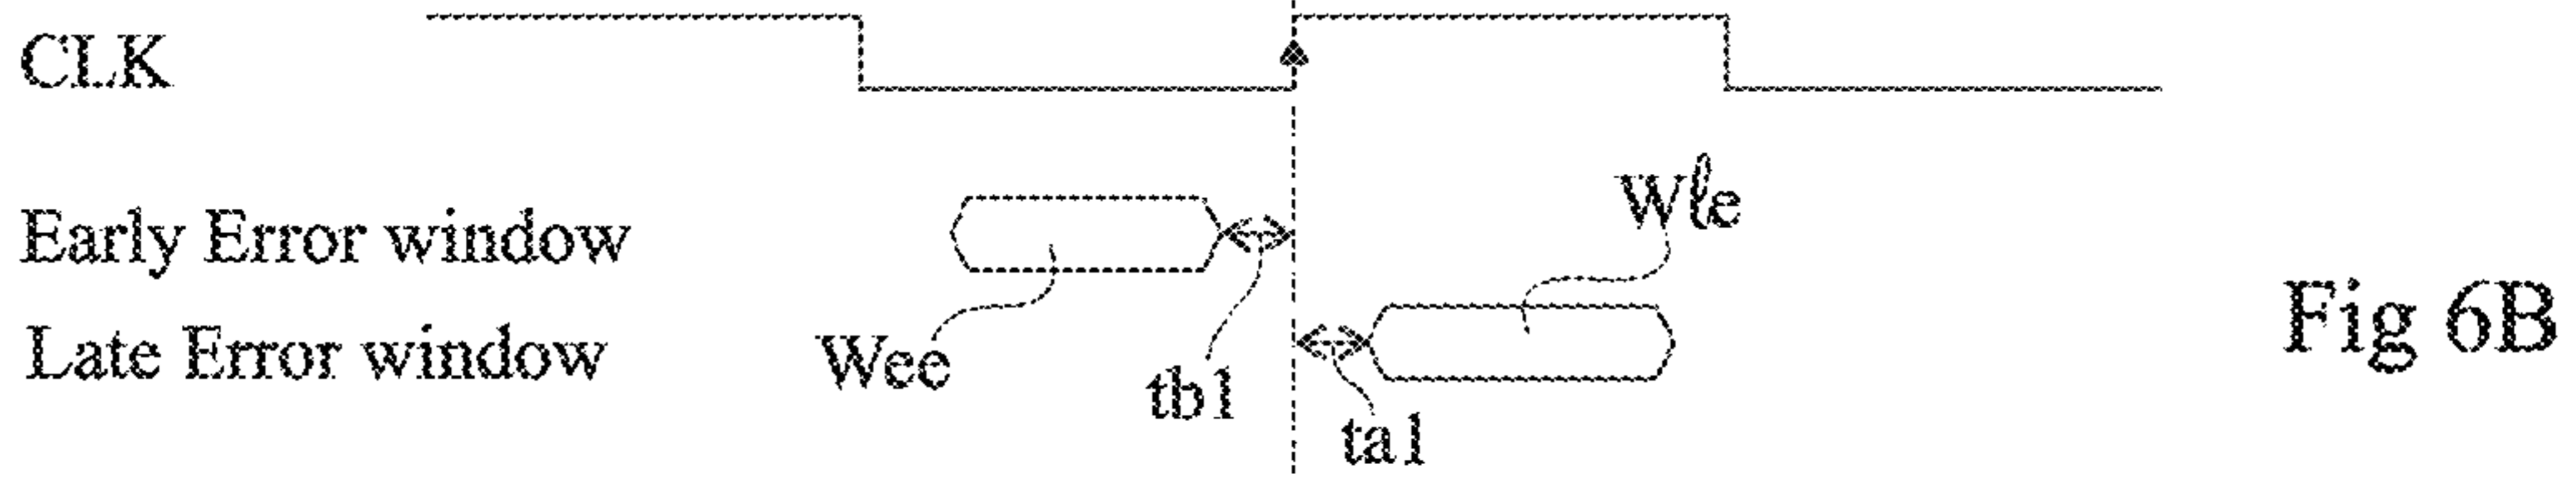 CLK
Wℓe
Early Error window
Late Error window
Wee
tb1
ta1
Fig 6B